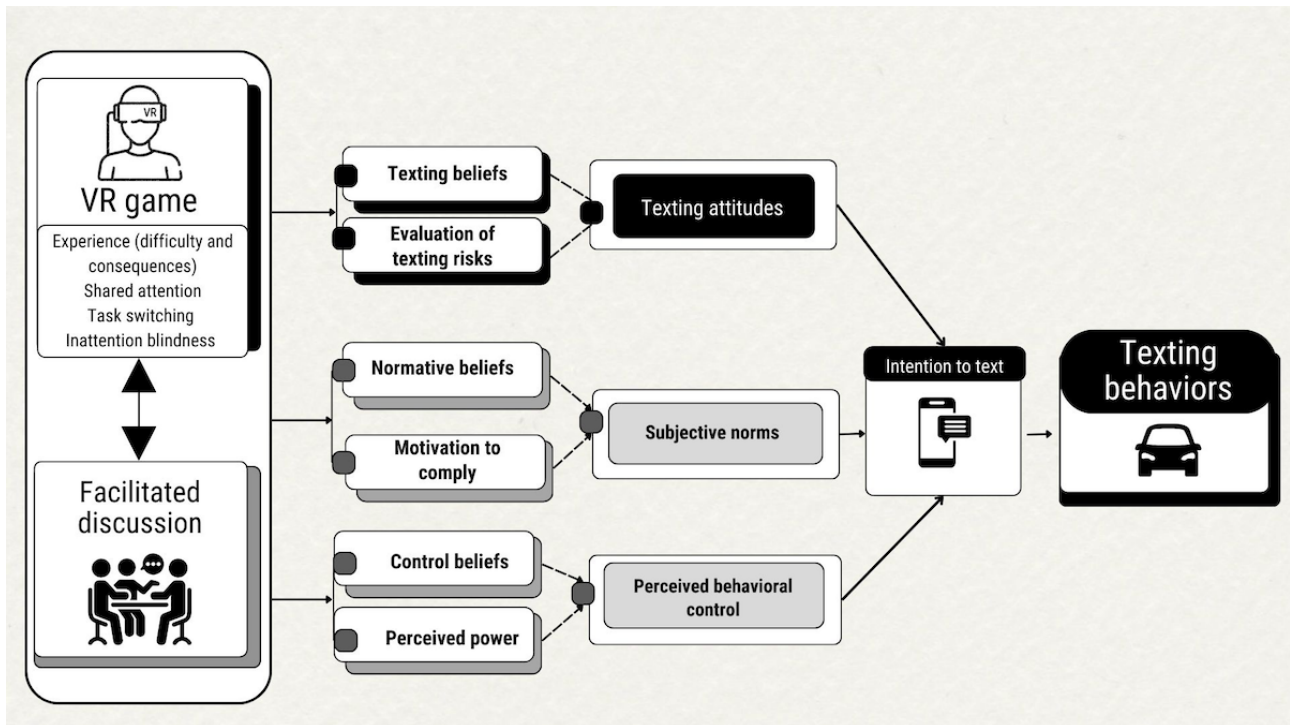 VR
VR game
Experience (difficulty and
consequences)
Shared attention
Task switching
Inattention blindness
Facilitated
discussion
Texting beliefs
Evaluation of
texting risks
Normative beliefs
Motivation to
comply
Control beliefs
Perceived power
Texting attitudes
Subjective norms
Perceived behavioral
control
Intention to text
Texting
behaviors